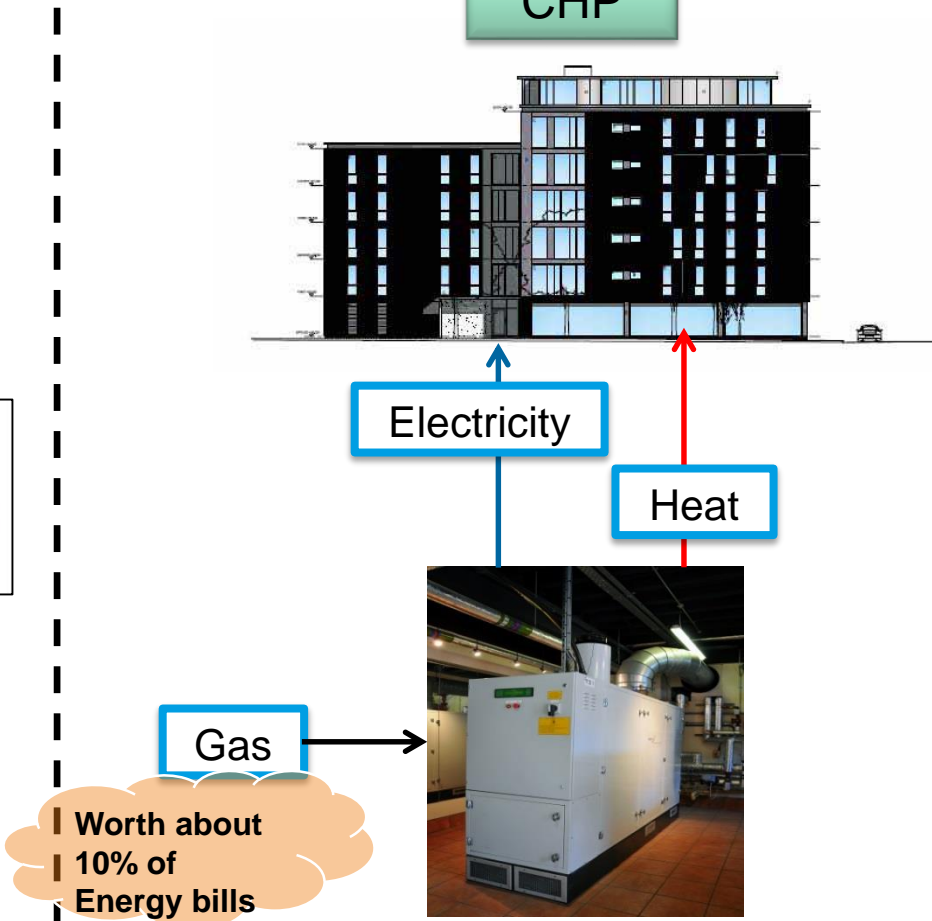 CHP
Electricity
Heat
Gas
Worth about
10% of
Energy bills